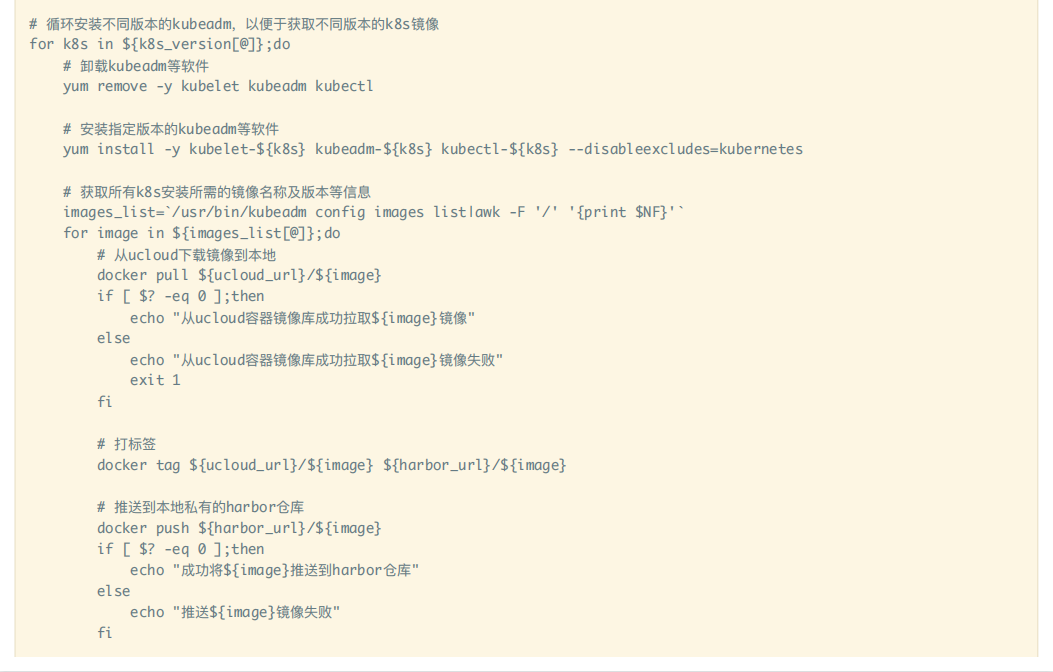 # 循环安装不同版本的kubeadm，以便于获取不同版本的k8s镜像
for k8s in ${k8s_version[@]};do
    # 卸载kubeadm等软件
    yum remove -y kubelet kubeadm kubectl

    # 安装指定版本的kubeadm等软件
    yum install -y kubelet-${k8s} kubeadm-${k8s} kubectl-${k8s} --disableexcludes=kubernetes

    # 获取所有k8s安装所需的镜像名称及版本等信息
    images_list=`/usr/bin/kubeadm config images list|awk -F '/' '{print $NF}'`
    for image in ${images_list[@]};do
        # 从ucloud下载镜像到本地
        docker pull ${ucloud_url}/${image}
        if [ $? -eq 0 ];then
            echo "从ucloud容器镜像库成功拉取${image}镜像"
        else
            echo "从ucloud容器镜像库成功拉取${image}镜像失败"
            exit 1
        fi

        # 打标签
        docker tag ${ucloud_url}/${image} ${harbor_url}/${image}

        # 推送到本地私有的harbor仓库
        docker push ${harbor_url}/${image}
        if [ $? -eq 0 ];then
            echo "成功将${image}推送到harbor仓库"
        else
            echo "推送${image}镜像失败"
        fi